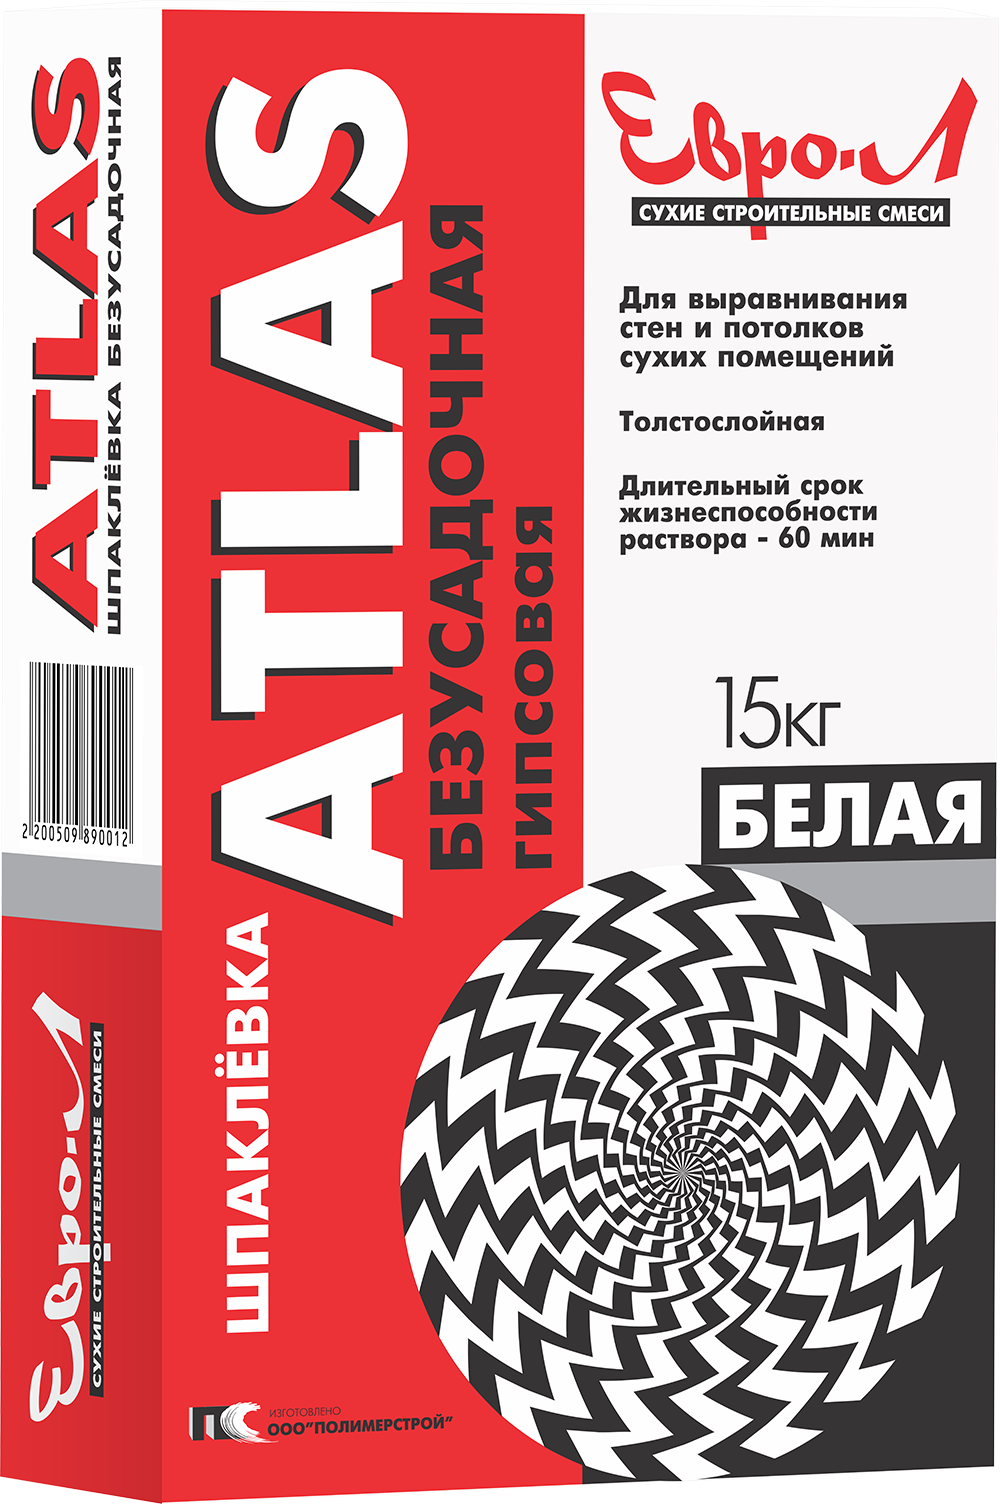 ATLAS
ШПАКЛЁВКА БЕЗУСАДОЧНАЯ
2 200509 890012
Евро-Л
СУХИЕ СТРОИТЕЛЬНЫЕ СМЕСИ
ШПАКЛЁВКА
ATLAS
БЕЗУСАДОЧНАЯ
гипсовая
ИЗГОТОВЛЕНО
ООО"ПОЛИМЕРСТРОЙ"
Евро-Л
СУХИЕ СТРОИТЕЛЬНЫЕ СМЕСИ
Для выравнивания
стен и потолков
сухих помещений
Толстослойная
Длительный срок
жизнеспособности
раствора - 60 мин
15кг
БЕЛАЯ
ПС